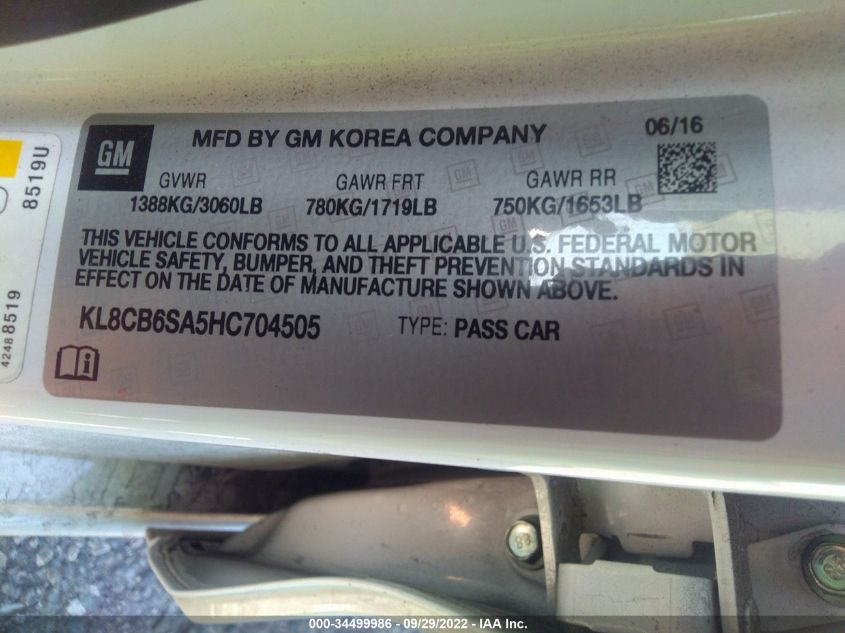 GM
MFD BY GM KOREA COMPANY
06/16
GVWR
GAWR FRT
GAWR RR
1388KG/3060LB
780KG/1719LB
750KG/1653LB
THIS VEHICLE CONFORMS TO ALL APPLICABLE U.S. FEDERAL MOTOR
VEHICLE SAFETY, BUMPER, AND THEFT PREVENTION STANDARDS IN
EFFECT ON THE DATE OF MANUFACTURE SHOWN ABOVE.
KL8CB6SA5HC704505
TYPE: PASS CAR
8519U
42488519
000-34499986 - 09/29/2022 - IAA Inc.